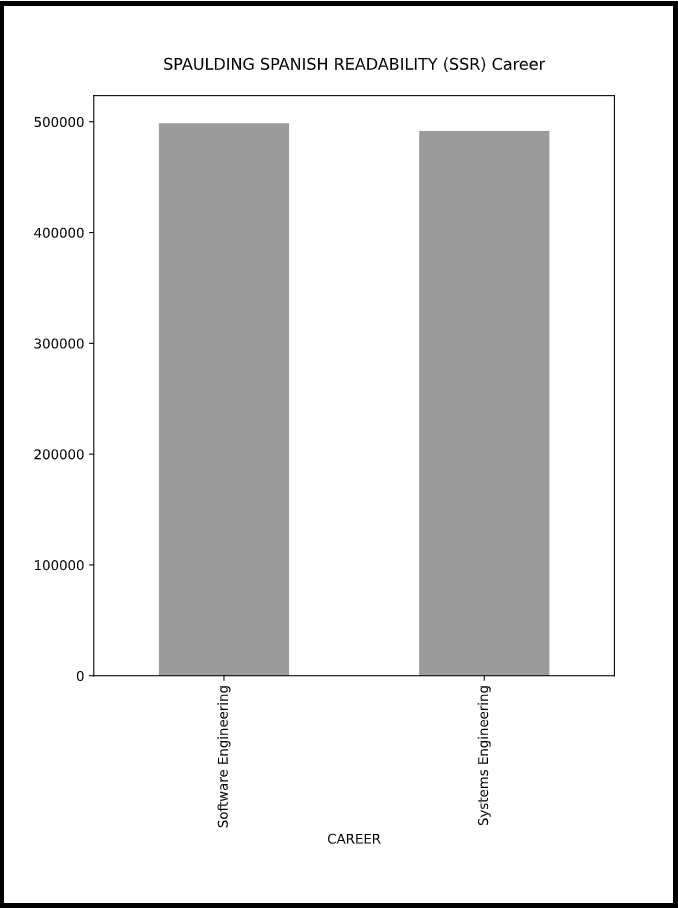 SPAULDING SPANISH READABILITY (SSR) Career
500000
400000
300000
200000
100000
0
Software Engineering
Systems Engineering
CAREER